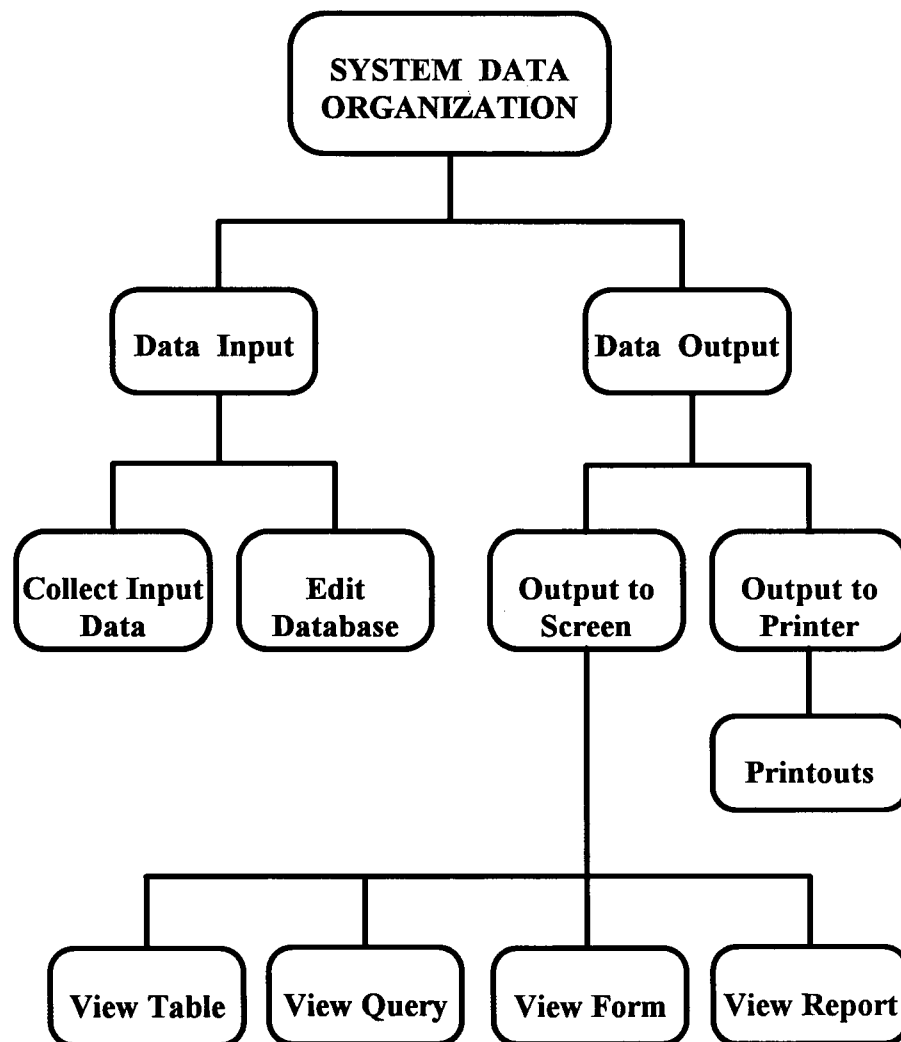 SYSTEM DATA
ORGANIZATION
Data Input
Data Output
Collect Input
Data
Edit
Database
Output to
Screen
Output to
Printer
Printouts
View Table
View Query
View Form
View Report